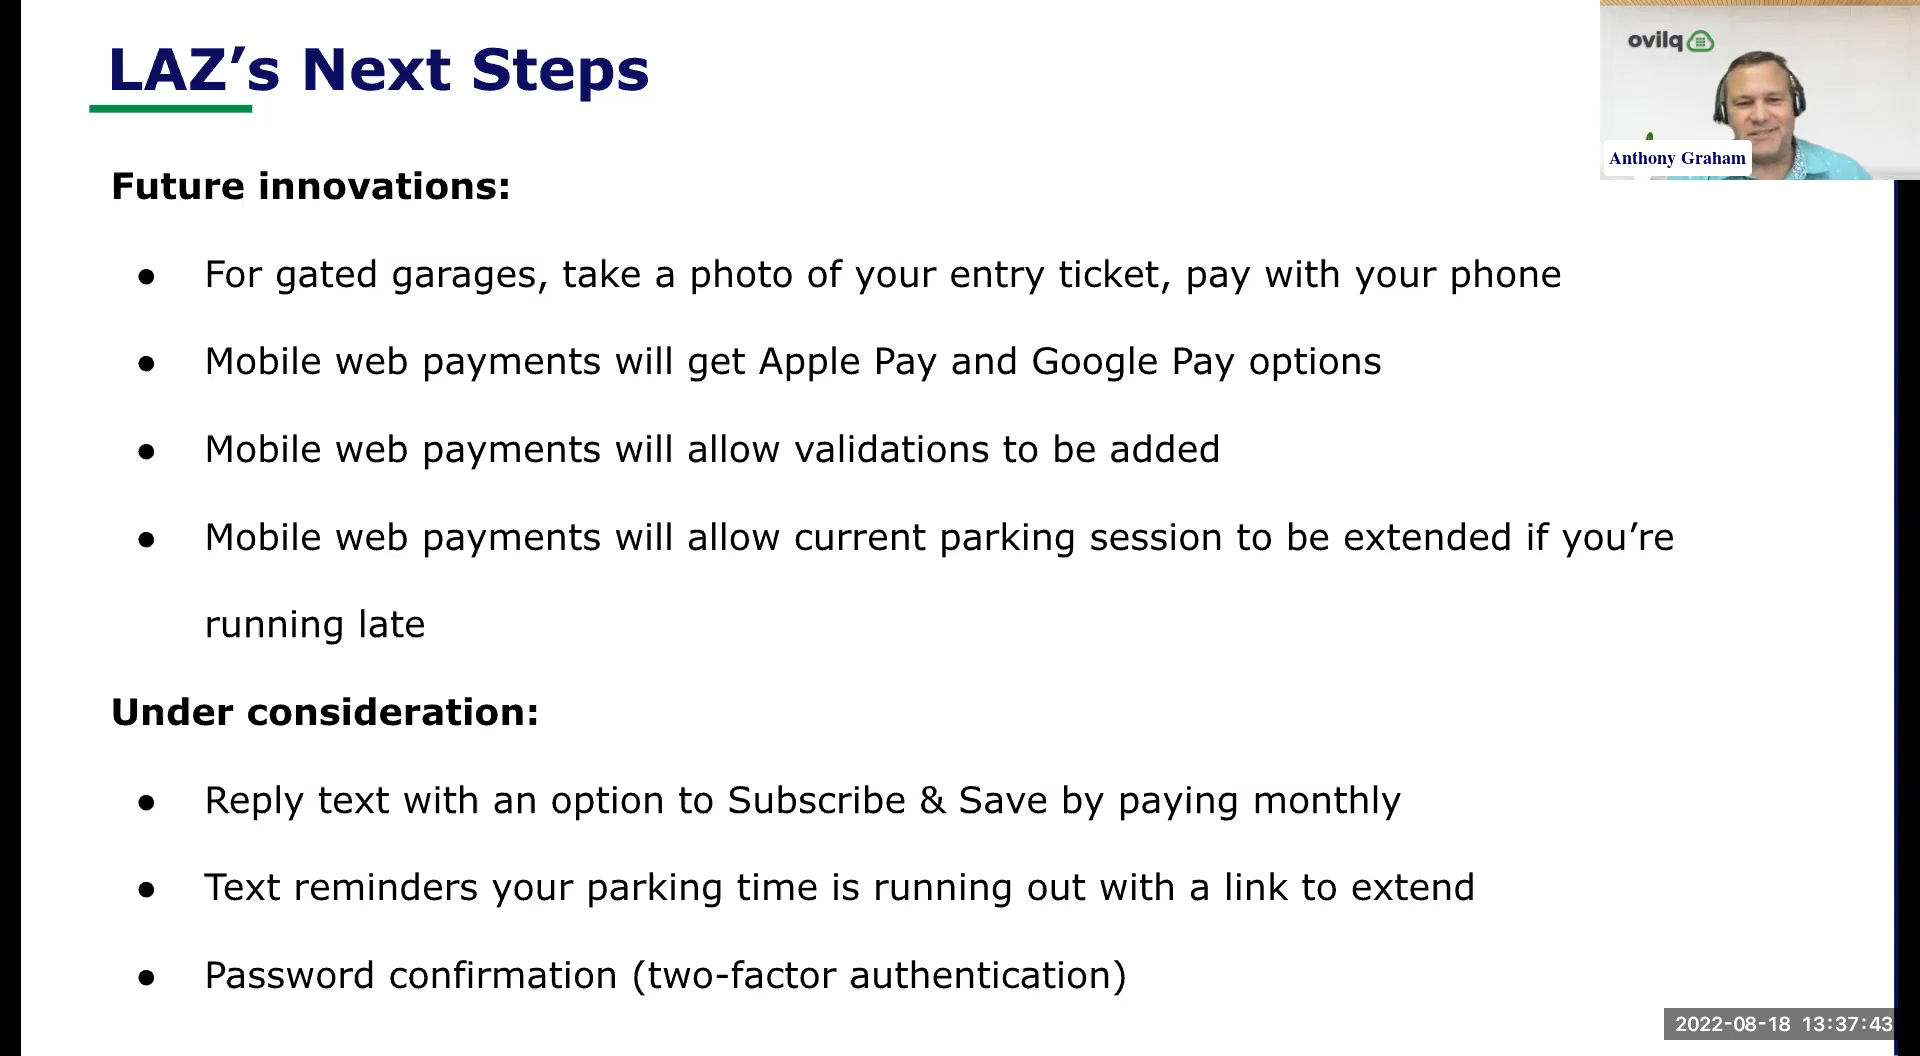 LAZ’s Next Steps
ovilq
Anthony Graham
Future innovations:
● For gated garages, take a photo of your entry ticket, pay with your phone
● Mobile web payments will get Apple Pay and Google Pay options
● Mobile web payments will allow validations to be added
● Mobile web payments will allow current parking session to be extended if you’re
running late
Under consideration:
● Reply text with an option to Subscribe & Save by paying monthly
● Text reminders your parking time is running out with a link to extend
● Password confirmation (two-factor authentication)
2022-08-18 13:37:43